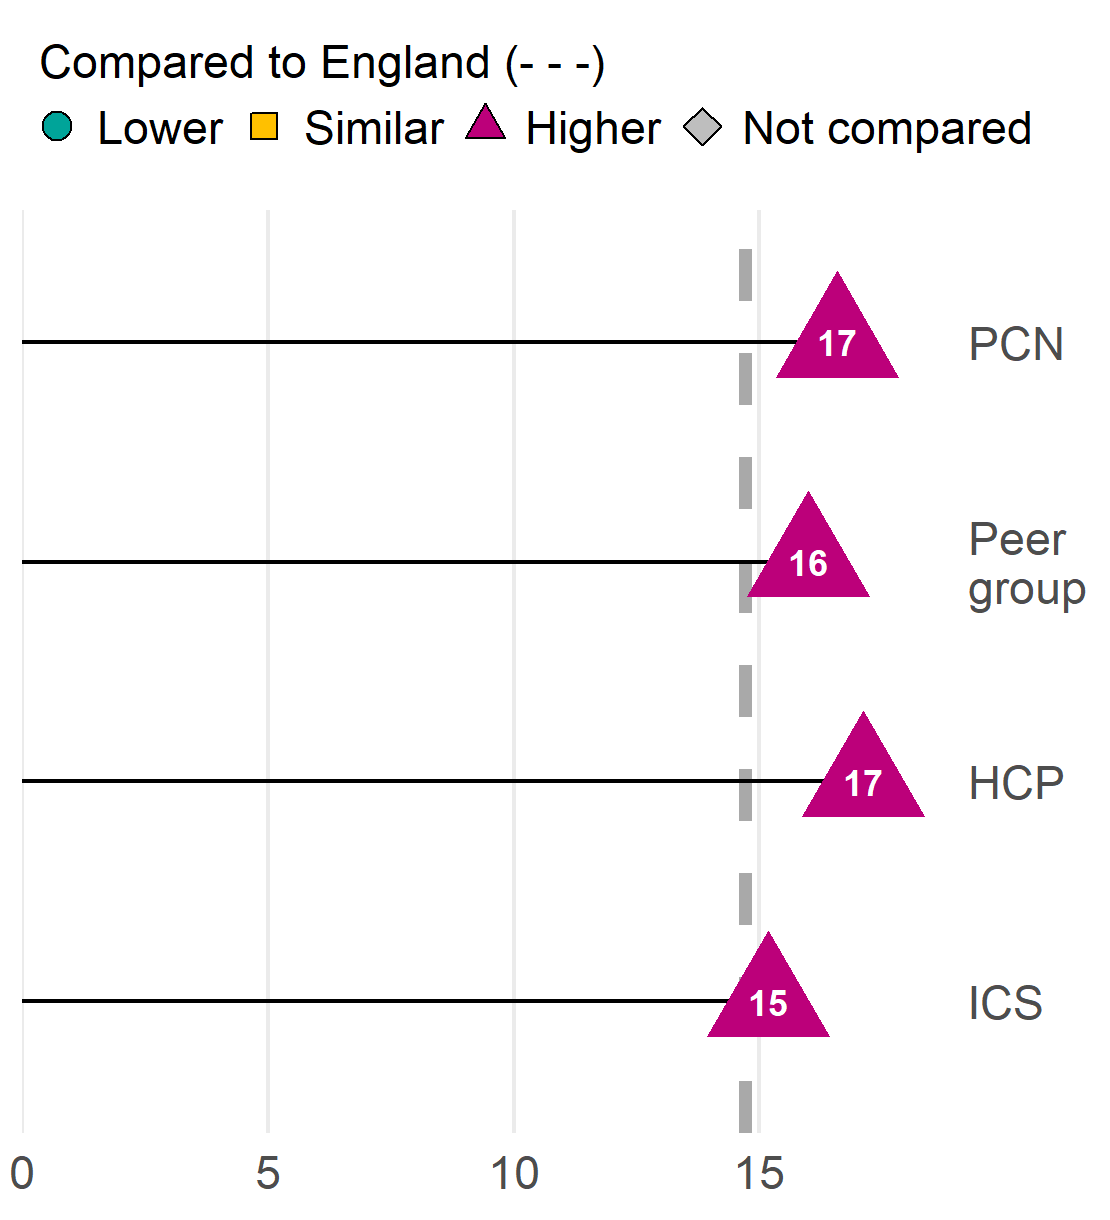 Compared to England (- - -)
Lower Similar Higher Not compared
17 PCN
16 Peer
group
17 HCP
15 ICS
0 5 10 15